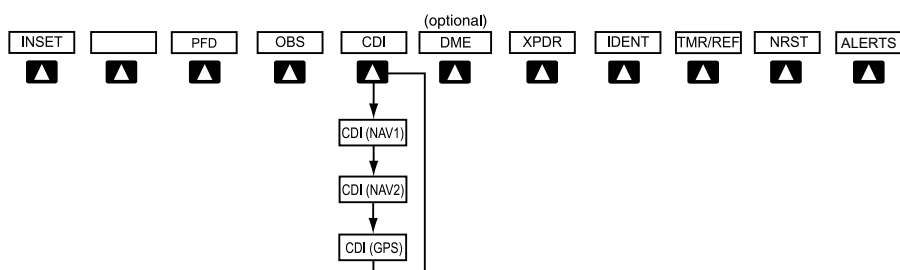 (optional)
INSET PFD OBS CDI DME XPDR IDENT TMR/REF NRST ALERTS
CDI (NAV1)
CDI (NAV2)
CDI (GPS)